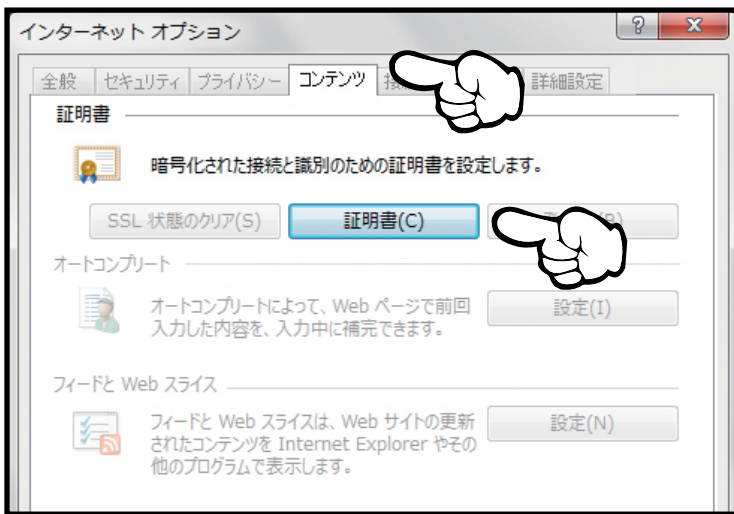 インターネット オプション
全般 セキュリティ プライバシー コンテンツ 詳細設定
証明書
暗号化された接続と識別のための証明書を設定します。
SSL 状態のクリア(S) 証明書(C)
オートコンプリート
オートコンプリートによって、Web ページで前回
入力した内容を、入力中に補完できます。
設定(I)
フィードと Web スライス
フィードと Web スライスは、Web サイトの更新
されたコンテンツを Internet Explorer やその
他のプログラムで表示します。
設定(N)